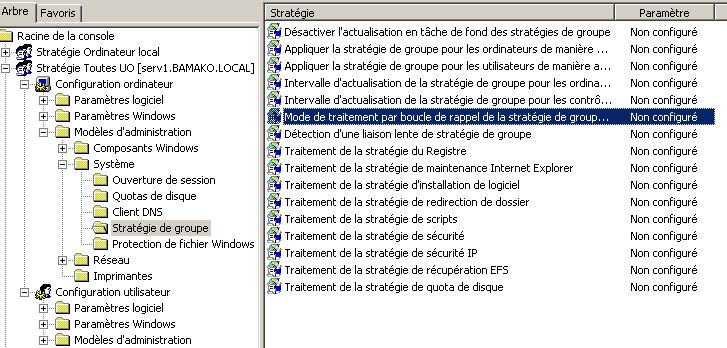 Arbre
Favoris
Racine de la console
Stratégie Ordinateur local
Stratégie Toutes UO [serv1.BAMAKO.LOCAL]
Configuration ordinateur
Paramètres logiciel
Paramètres Windows
Modèles d'administration
Composants Windows
Système
Ouverture de session
Quotas de disque
Client DNS
Stratégie de groupe
Protection de fichier Windows
Réseau
Imprimantes
Configuration utilisateur
Paramètres logiciel
Paramètres Windows
Modèles d'administration
Stratégie Paramètre
Désactiver l'actualisation en tâche de fond des stratégies de groupe Non configuré
Appliquer la stratégie de groupe pour les ordinateurs de manière ... Non configuré
Appliquer la stratégie de groupe pour les utilisateurs de manière a... Non configuré
Intervalle d'actualisation de la stratégie de groupe pour les ordina... Non configuré
Intervalle d'actualisation de la stratégie de groupe pour les contrô... Non configuré
Mode de traitement par boucle de rappel de la stratégie de group... Non configuré
Détection d'une liaison lente de stratégie de groupe Non configuré
Traitement de la stratégie du Registre Non configuré
Traitement de la stratégie de maintenance Internet Explorer Non configuré
Traitement de la stratégie d'installation de logiciel Non configuré
Traitement de la stratégie de redirection de dossier Non configuré
Traitement de la stratégie de scripts Non configuré
Traitement de la stratégie de sécurité Non configuré
Traitement de la stratégie de sécurité IP Non configuré
Traitement de la stratégie de récupération EFS Non configuré
Traitement de la stratégie de quota de disque Non configuré